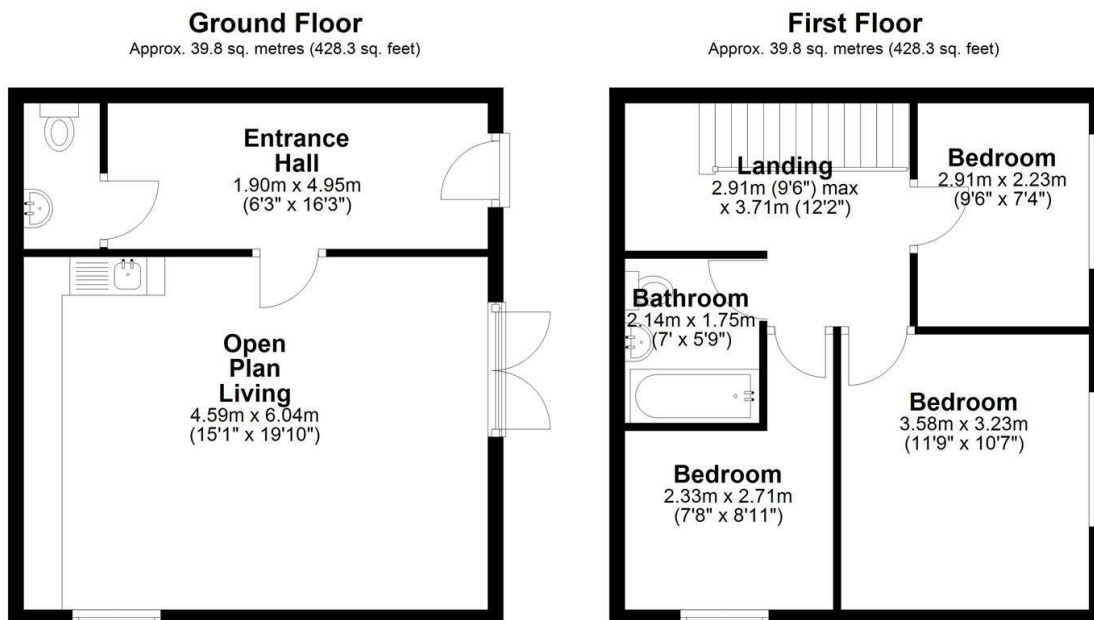 Ground Floor
Approx. 39.8 sq. metres (428.3 sq. feet)
Entrance
Hall
1.90m x 4.95m
(6'3" x 16'3")
Open
Plan
Living
4.59m x 6.04m
(15'1" x 19'10")
First Floor
Approx. 39.8 sq. metres (428.3 sq. feet)
Landing
2.91m (9'6") max
x 3.71m (12'2")
Bedroom
2.91m x 2.23m
(9'6" x 7'4")
Bathroom
2.14m x 1.75m
(7' x 5'9")
Bedroom
3.58m x 3.23m
(11'9" x 10'7")
Bedroom
2.33m x 2.71m
(7'8" x 8'11")